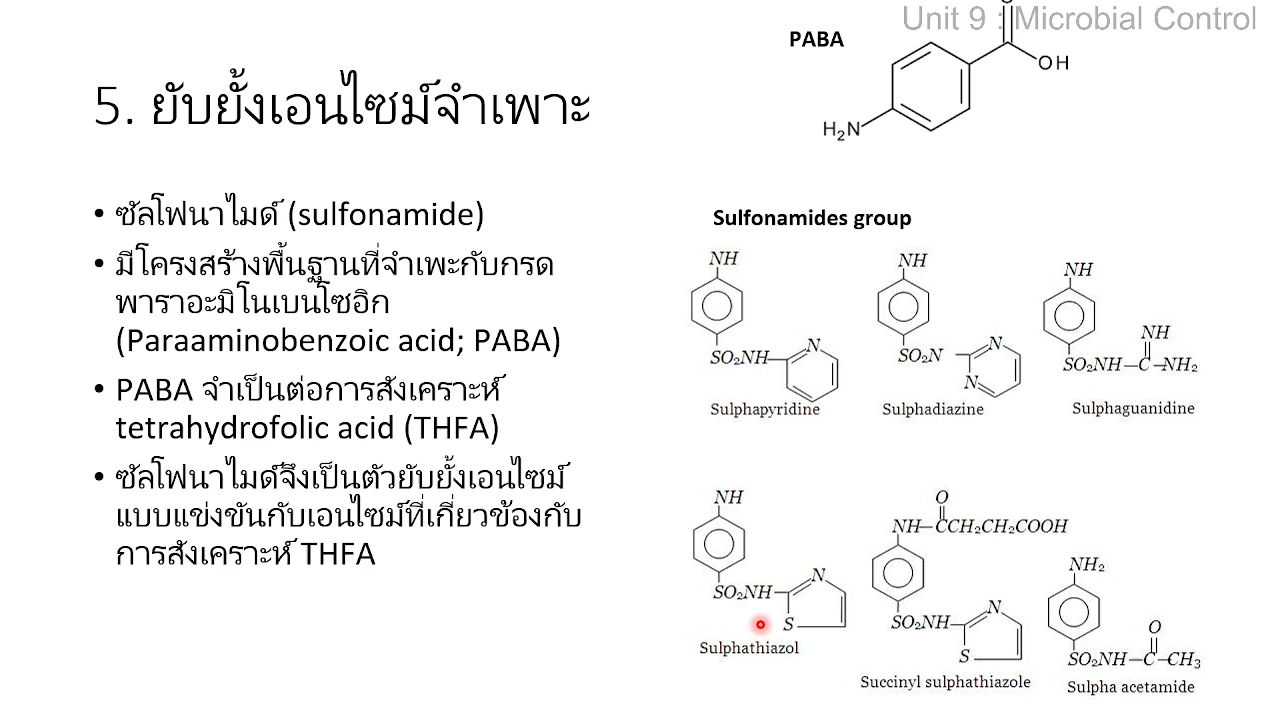 Unit 9 : Microbial Control
PABA
OH
H₂N
5. ยับยั้งเอนไซม์จำเพาะ
• ซัลโฟนาไมด์ (sulfonamide)
• มีโครงสร้างพื้นฐานที่จำเพะกับกรด
พาราอะมิโนเบนโซอิก
(Paraaminobenzoic acid; PABA)
• PABA จำเป็นต่อการสังเคราะห์
tetrahydrofolic acid (THFA)
• ซัลโฟนาไมด์จึงเป็นตัวยับยั้งเอนไซม์
แบบแข่งขันกับเอนไซม์ที่เกี่ยวข้องกับ
การสังเคราะห์ THFA
Sulfonamides group
NH
SO₂NH
N
Sulphapyridine
NH
SO₂N
N
N
Sulphadiazine
NH
NH
SO₂NH—C—NH₂
Sulphaguanidine
NH
SO₂NH
N
S
Sulphathiazol
O
NH—CCH₂CH₂COOH
SO₂NH
N
S
Succinyl sulphathiazole
NH₂
O
SO₂NH—C—CH₃
Sulpha acetamide